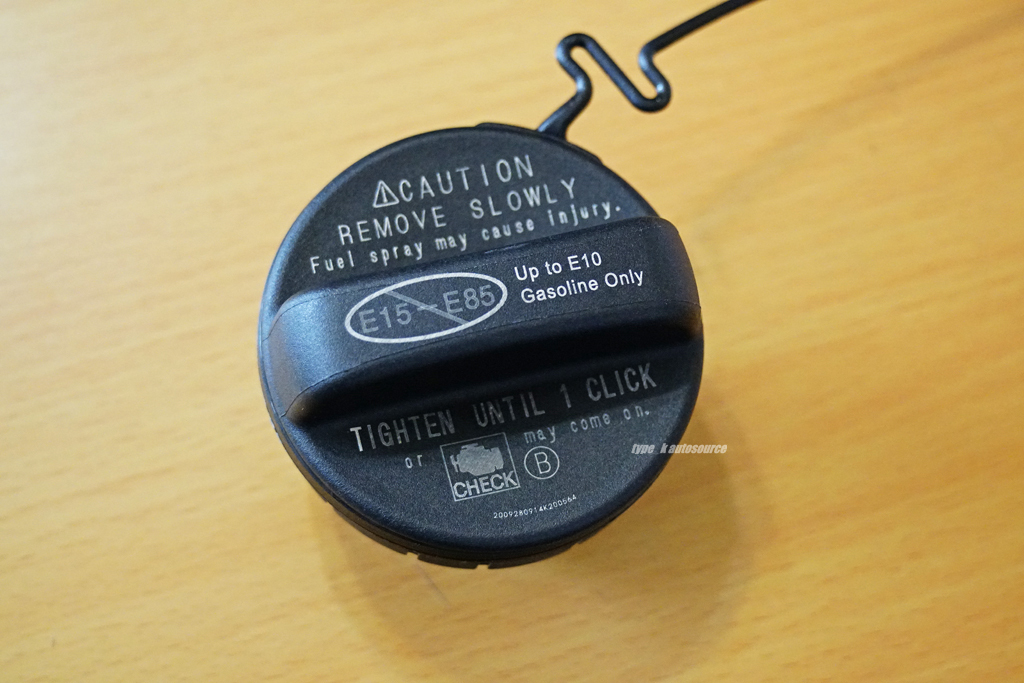 ⚠CAUTION
REMOVE SLOWLY
Fuel spray may cause injury.
E15-E85
Up to E10
Gasoline Only
TIGHTEN UNTIL 1 CLICK
or CHECK may come on.
B
2009280914K200564
type_k autosource